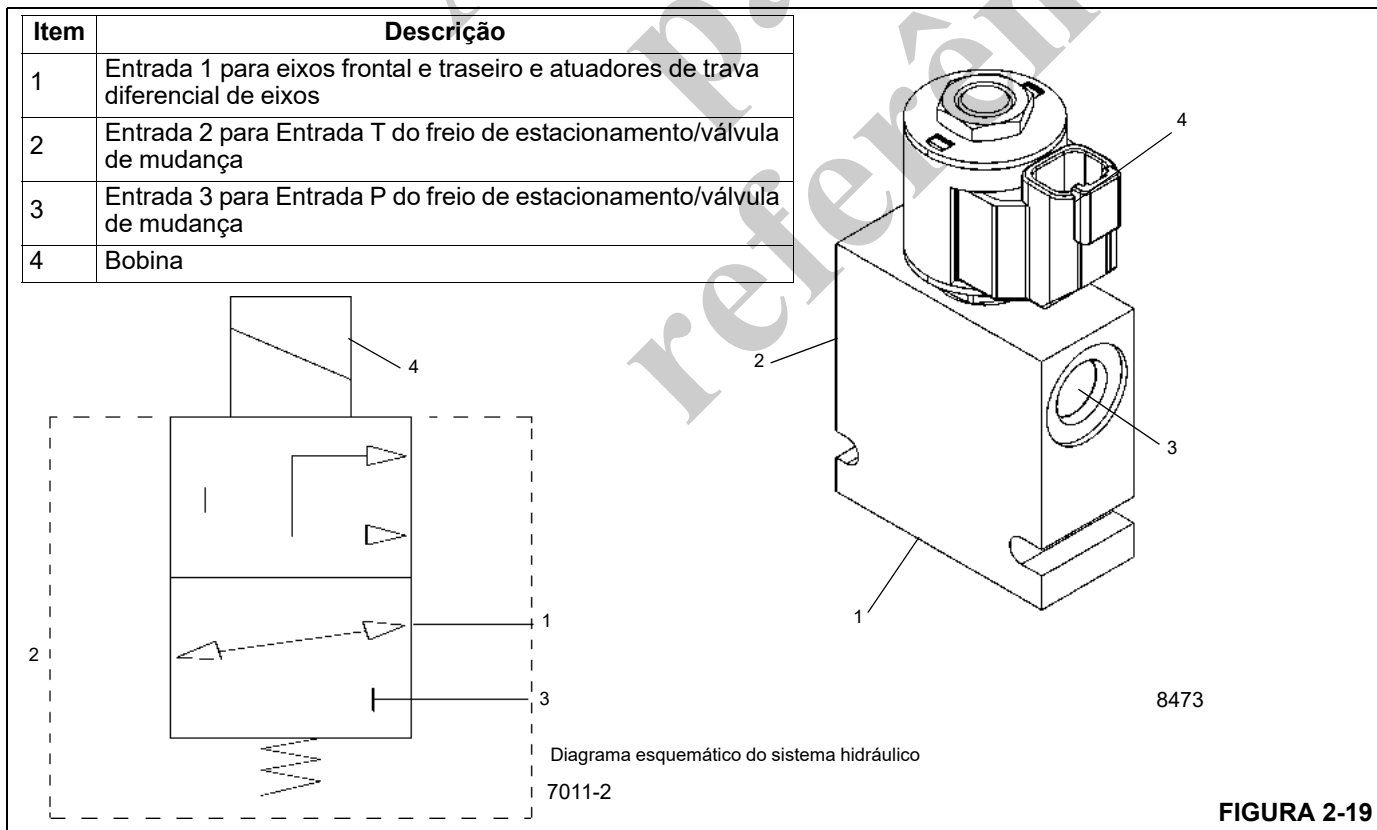 Item Descrição
1 Entrada 1 para eixos frontal e traseiro e atuadores de trava
diferencial de eixos
2 Entrada 2 para Entrada T do freio de estacionamento/válvula
de mudança
3 Entrada 3 para Entrada P do freio de estacionamento/válvula
de mudança
4 Bobina
4
2
3
1
8473
4
1
2
3
Diagrama esquemático do sistema hidráulico
7011-2
FIGURA 2-19